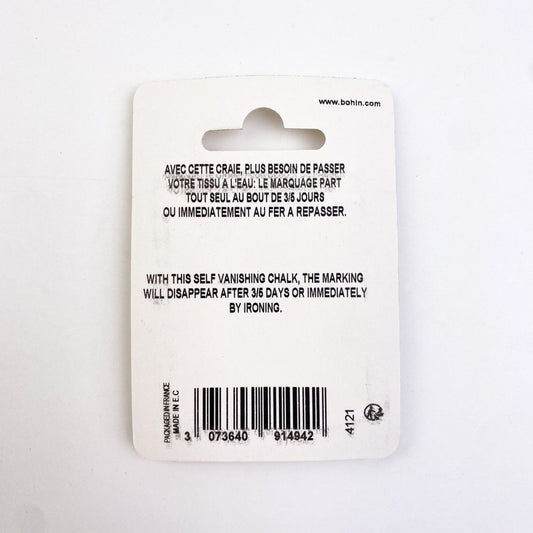 www.bohin.com
AVEC CETTE CRAIE, PLUS BESOIN DE PASSER
VOTRE TISSU A L'EAU: LE MARQUAGE PART
TOUT SEUL AU BOUT DE 3/5 JOURS
OU IMMEDIATEMENT AU FER A REPASSER.
WITH THIS SELF VANISHING CHALK, THE MARKING
WILL DISAPPEAR AFTER 3/5 DAYS OR IMMEDIATELY
BY IRONING.
PACKAGED IN FRANCE
MADE IN E.C
3 073640 914942
4121